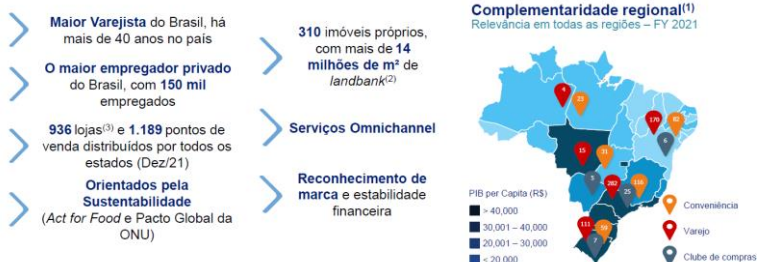 Maior Varejista do Brasil, há
mais de 40 anos no país
O maior empregador privado
do Brasil, com 150 mil
empregados
936 lojas(3) e 1.189 pontos de
venda distribuídos por todos os
estados (Dez/21)
Orientados pela
Sustentabilidade
(Act for Food e Pacto Global da
ONU)
310 imóveis próprios,
com mais de 14
milhões de m² de
landbank(2)
Serviços Omnichannel
Reconhecimento de
marca e estabilidade
financeira
Complementaridade regional(1)
Relevância em todas as regiões – FY 2021
4
23
170
82
6
15
31
5
282
25
111
59
7
PIB per Capita (R$)
> 40,000
30,001 – 40,000
20,001 – 30,000
< 20,000
Conveniência
Varejo
Clube de compras